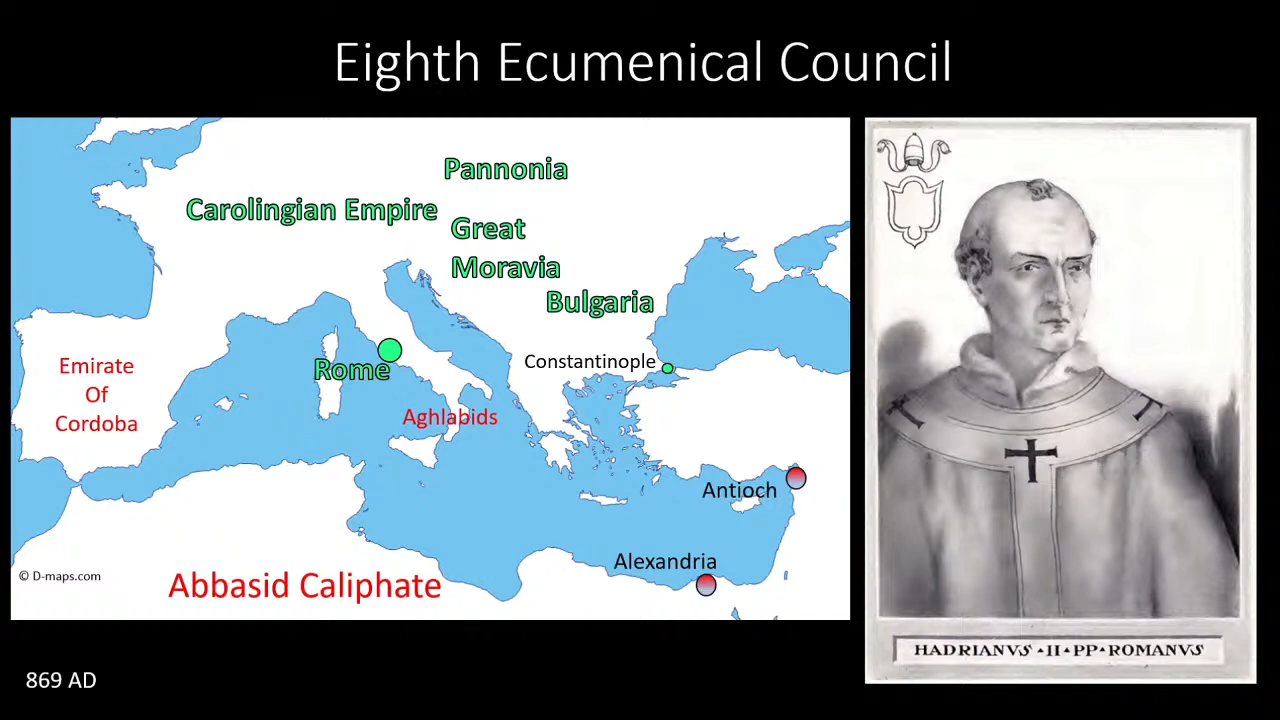 Eighth Ecumenical Council
Pannonia
Carolingian Empire
Great
Moravia
Bulgaria
Constantinople
Rome
Emirate
Of
Cordoba
Aghlabids
Antioch
Alexandria
Abbasid Caliphate
© D-maps.com
HADRIANVS ▴ II ▴ PP ▴ ROMANVS
869 AD